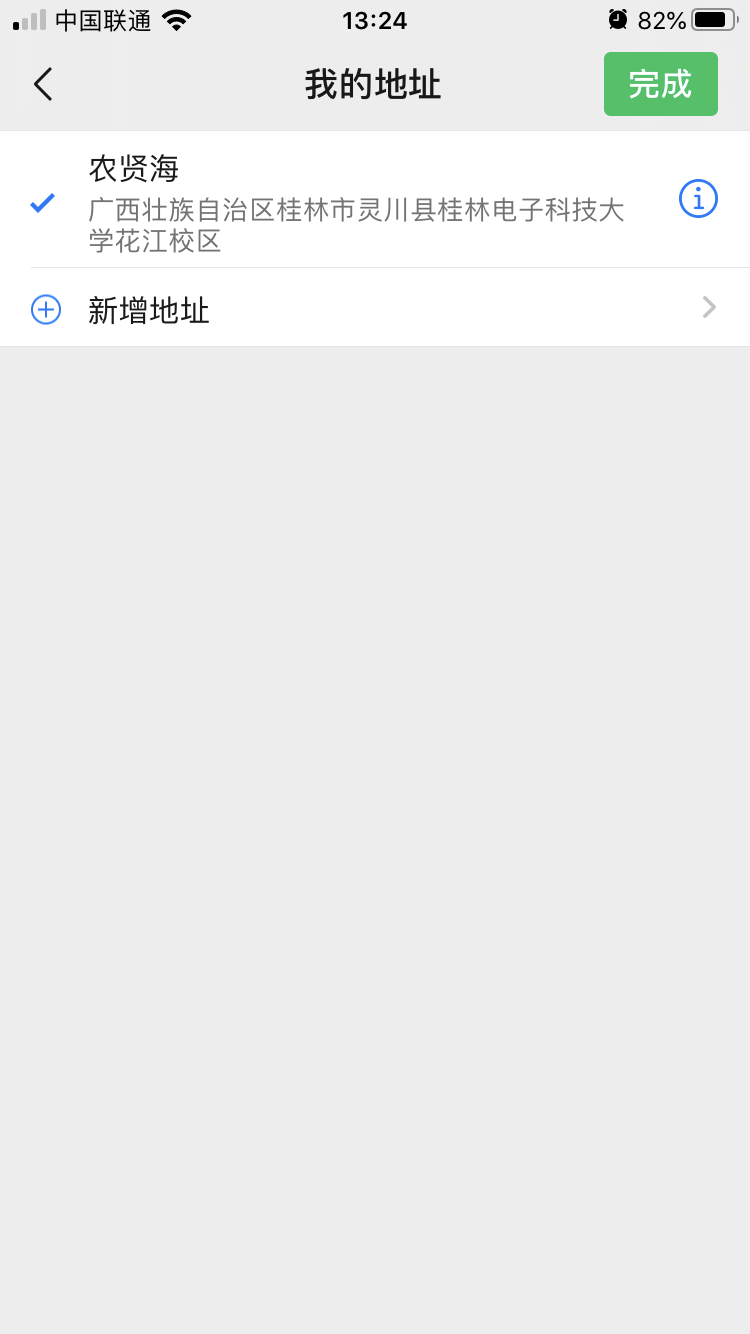 中国联通
13:24
82%
我的地址
完成
农贤海
广西壮族自治区桂林市灵川县桂林电子科技大
学花江校区
新增地址